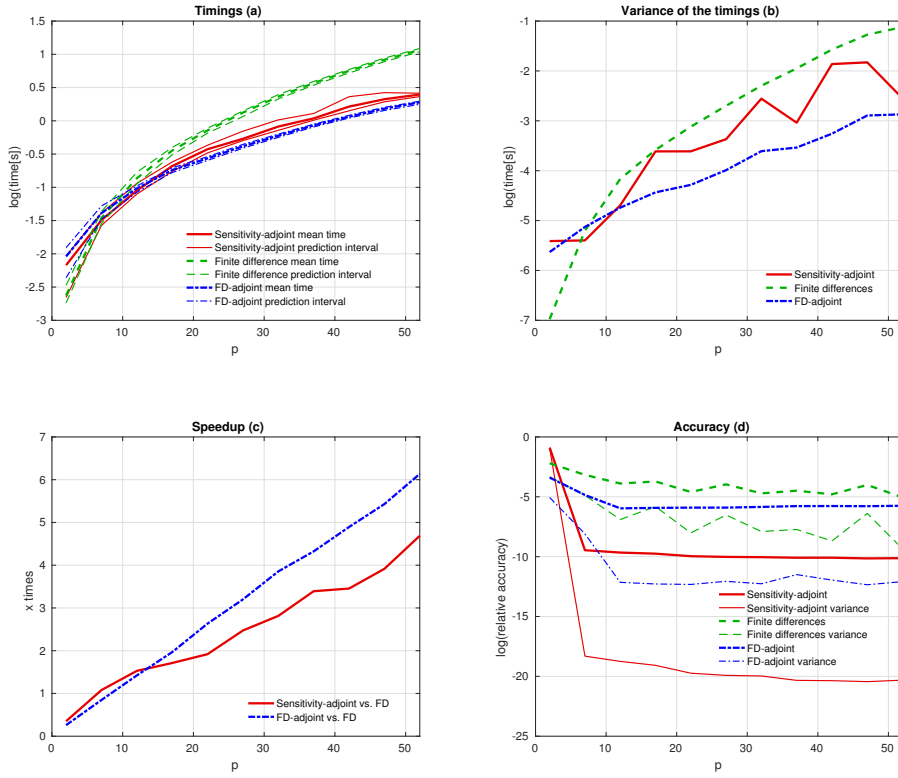 Timings (a)
log(time[s])
1.5
1
0.5
0
-0.5
-1
-1.5
-2
-2.5
-3
0
10
20
30
40
50
p
Sensitivity-adjoint mean time
Sensitivity-adjoint prediction interval
Finite difference mean time
Finite difference prediction interval
FD-adjoint mean time
FD-adjoint prediction interval
Variance of the timings (b)
log(time[s])
-1
-2
-3
-4
-5
-6
-7
0
10
20
30
40
50
p
Sensitivity-adjoint
Finite differences
FD-adjoint
Speedup (c)
x times
7
6
5
4
3
2
1
0
0
10
20
30
40
50
p
Sensitivity-adjoint vs. FD
FD-adjoint vs. FD
Accuracy (d)
log(relative accuracy)
0
-5
-10
-15
-20
-25
0
10
20
30
40
50
p
Sensitivity-adjoint
Sensitivity-adjoint variance
Finite differences
Finite differences variance
FD-adjoint
FD-adjoint variance